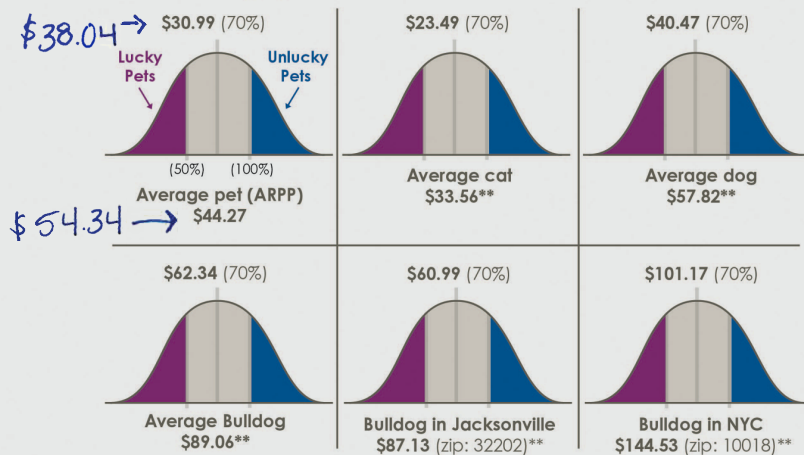 $38.04 →
$30.99 (70%)
$23.49 (70%)
$40.47 (70%)
Lucky
Pets
Unlucky
Pets
(50%)
(100%)
Average pet (ARPP)
$44.27
$54.34 →
Average cat
$33.56**
Average dog
$57.82**
$62.34 (70%)
$60.99 (70%)
$101.17 (70%)
Average Bulldog
$89.06**
Bulldog in Jacksonville
$87.13 (zip: 32202)**
Bulldog in NYC
$144.53 (zip: 10018)**